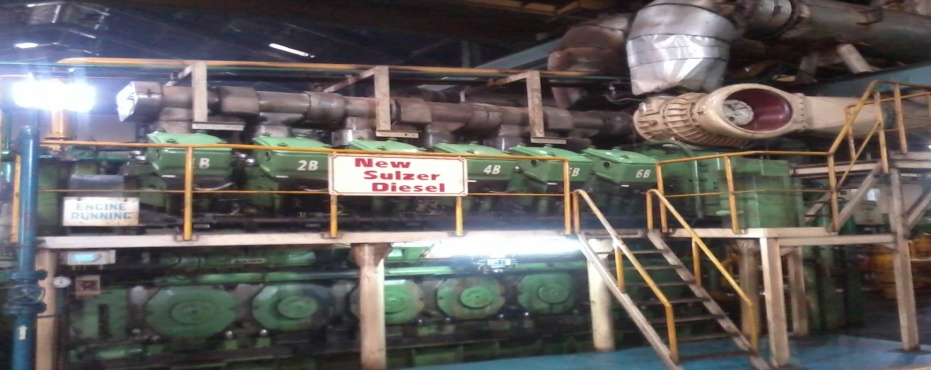 B
2B
New
Sulzer
Diesel
4B
6B
ENGINE
RUNNING